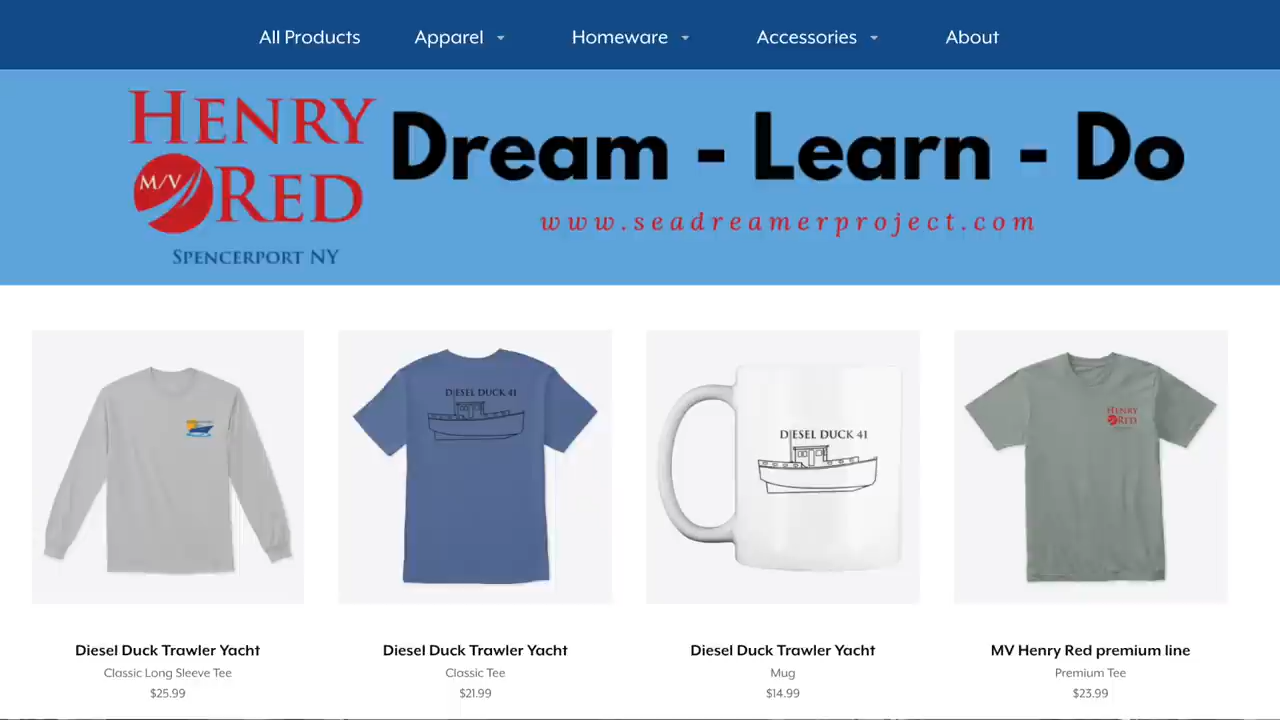 All Products Apparel Homeware Accessories About
HENRY
M/V RED
SPENCERPORT NY
Dream - Learn - Do
www.seadreamerproject.com
DIESEL DUCK 41
DIESEL DUCK 41
HENRY
RED
Diesel Duck Trawler Yacht
Classic Long Sleeve Tee
$25.99
Diesel Duck Trawler Yacht
Classic Tee
$21.99
Diesel Duck Trawler Yacht
Mug
$14.99
MV Henry Red premium line
Premium Tee
$23.99